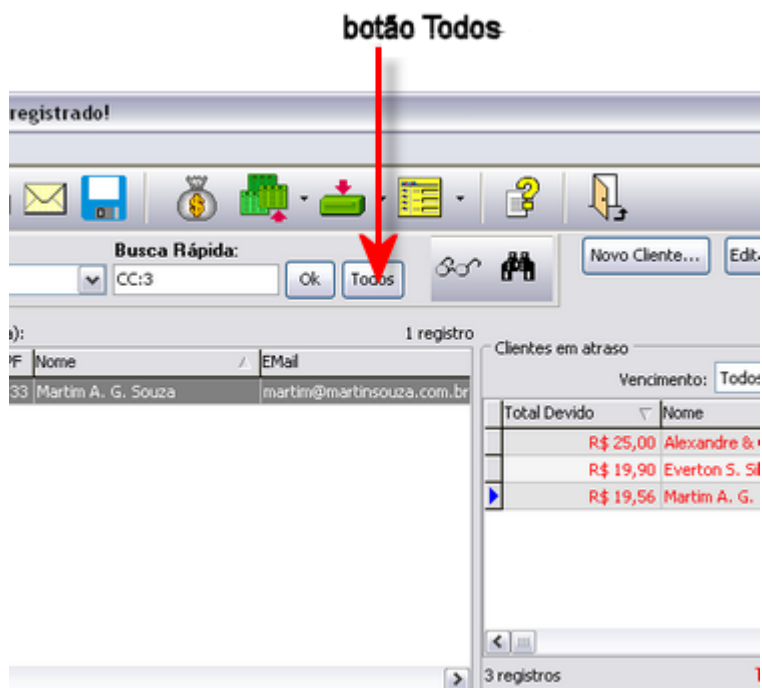 botão Todos
registrado!
Busca Rápida:
CC:3
Ok
Todos
Novo Cliente...
1 registro
Nome
EMail
33 Martim A. G. Souza martim@martinsouza.com.br
Clientes em atraso
Vencimento: Todos
Total Devido Nome
R$ 25,00 Alexandre &
R$ 19,90 Everton S.
R$ 19,56 Martim A. G.
3 registros